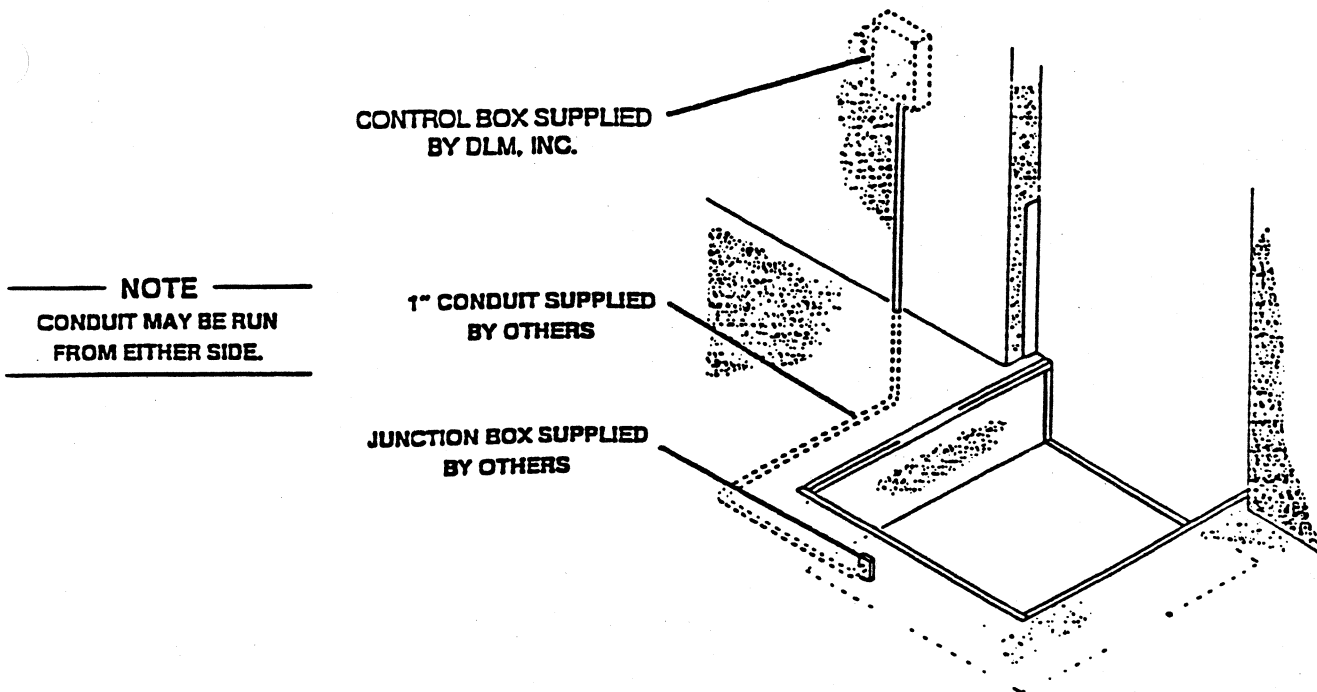 CONTROL BOX SUPPLIED
BY DLM, INC.
NOTE
CONDUIT MAY BE RUN
FROM EITHER SIDE.
1" CONDUIT SUPPLIED
BY OTHERS
JUNCTION BOX SUPPLIED
BY OTHERS